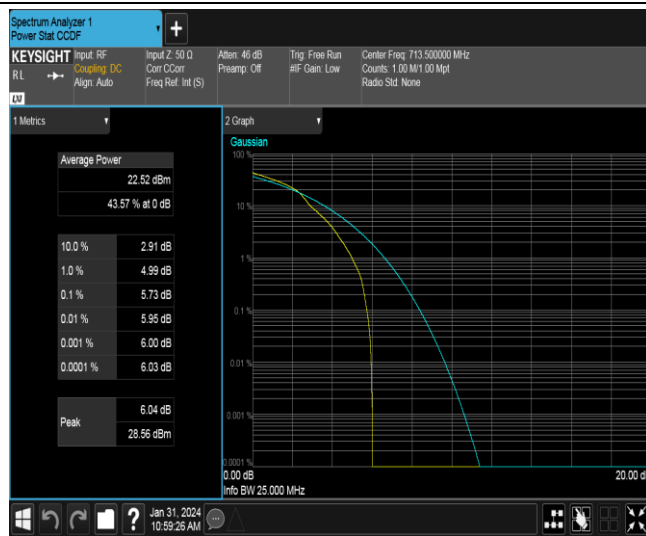 Spectrum Analyzer 1
Power Stat CCDF
+
KEYSIGHT
RL
LXI
Input: RF
Coupling: DC
Align: Auto
Input Z: 50 Ω
Corr CCorr
Freq Ref: Int (S)
Atten: 46 dB
Preamp: Off
Trig: Free Run
#IF Gain: Low
Center Freq: 713.500000 MHz
Counts: 1.00 M/1.00 Mpt
Radio Std: None
1 Metrics
Average Power
22.52 dBm
43.57 % at 0 dB
10.0 % 2.91 dB
1.0 % 4.99 dB
0.1 % 5.73 dB
0.01 % 5.95 dB
0.001 % 6.00 dB
0.0001 % 6.03 dB
Peak
6.04 dB
28.56 dBm
2 Graph
Gaussian
100 %
10 %
1 %
0.1 %
0.01 %
0.001 %
0.0001 %
0.00 dB
20.00 d
Info BW 25.000 MHz
?
Jan 31, 2024
10:59:26 AM